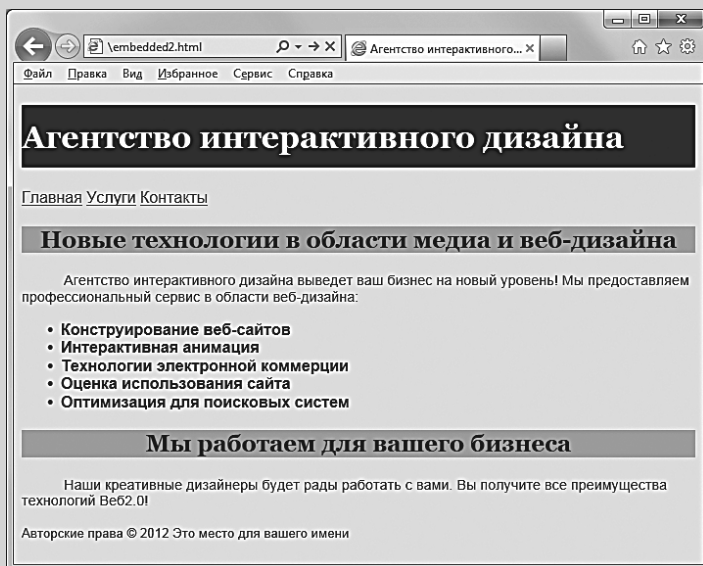 \embedded2.html
Агентство интерактивного...
Файл Правка Вид Избранное Сервис Справка
Агентство интерактивного дизайна
Главная Услуги Контакты
Новые технологии в области медиа и веб-дизайна
Агентство интерактивного дизайна выведет ваш бизнес на новый уровень! Мы предоставляем
профессиональный сервис в области веб-дизайна:
• Конструирование веб-сайтов
• Интерактивная анимация
• Технологии электронной коммерции
• Оценка использования сайта
• Оптимизация для поисковых систем
Мы работаем для вашего бизнеса
Наши креативные дизайнеры будет рады работать с вами. Вы получите все преимущества
технологий Веб2.0!
Авторские права © 2012 Это место для вашего имени